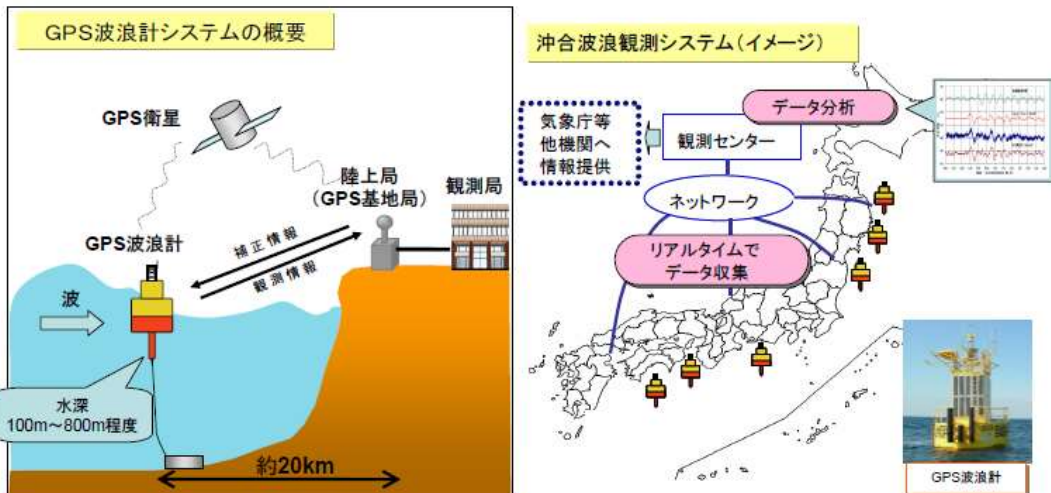 GPS波浪計システムの概要
GPS衛星
陸上局
(GPS基地局)
観測局
GPS波浪計
補正情報
観測情報
波
水深
100m～800m程度
約20km
沖合波浪観測システム(イメージ)
データ分析
気象庁等
他機関へ
情報提供
観測センター
ネットワーク
リアルタイムで
データ収集
GPS波浪計